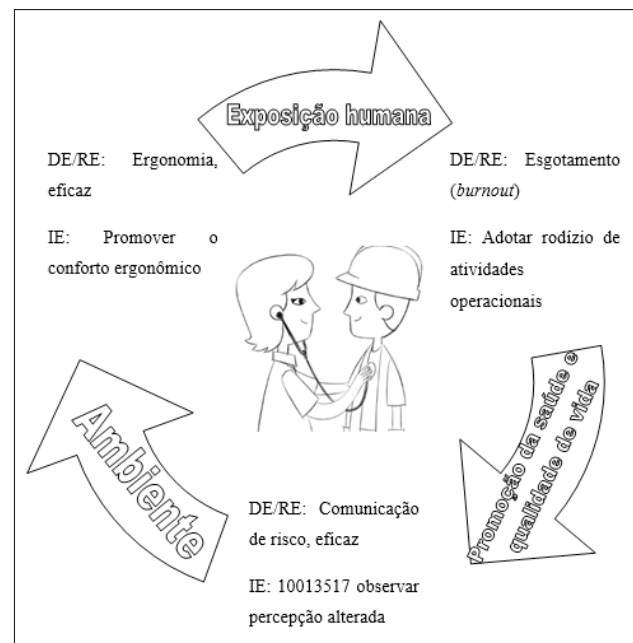 Exposição humana
DE/RE: Ergonomia,
eficaz
IE: Promover o
conforto ergonômico
DE/RE: Esgotamento
(burnout)
IE: Adotar rodízio de
atividades
operacionais
Promoção da saúde e
qualidade de vida
DE/RE: Comunicação
de risco, eficaz
IE: 10013517 observar
percepção alterada
Ambiente